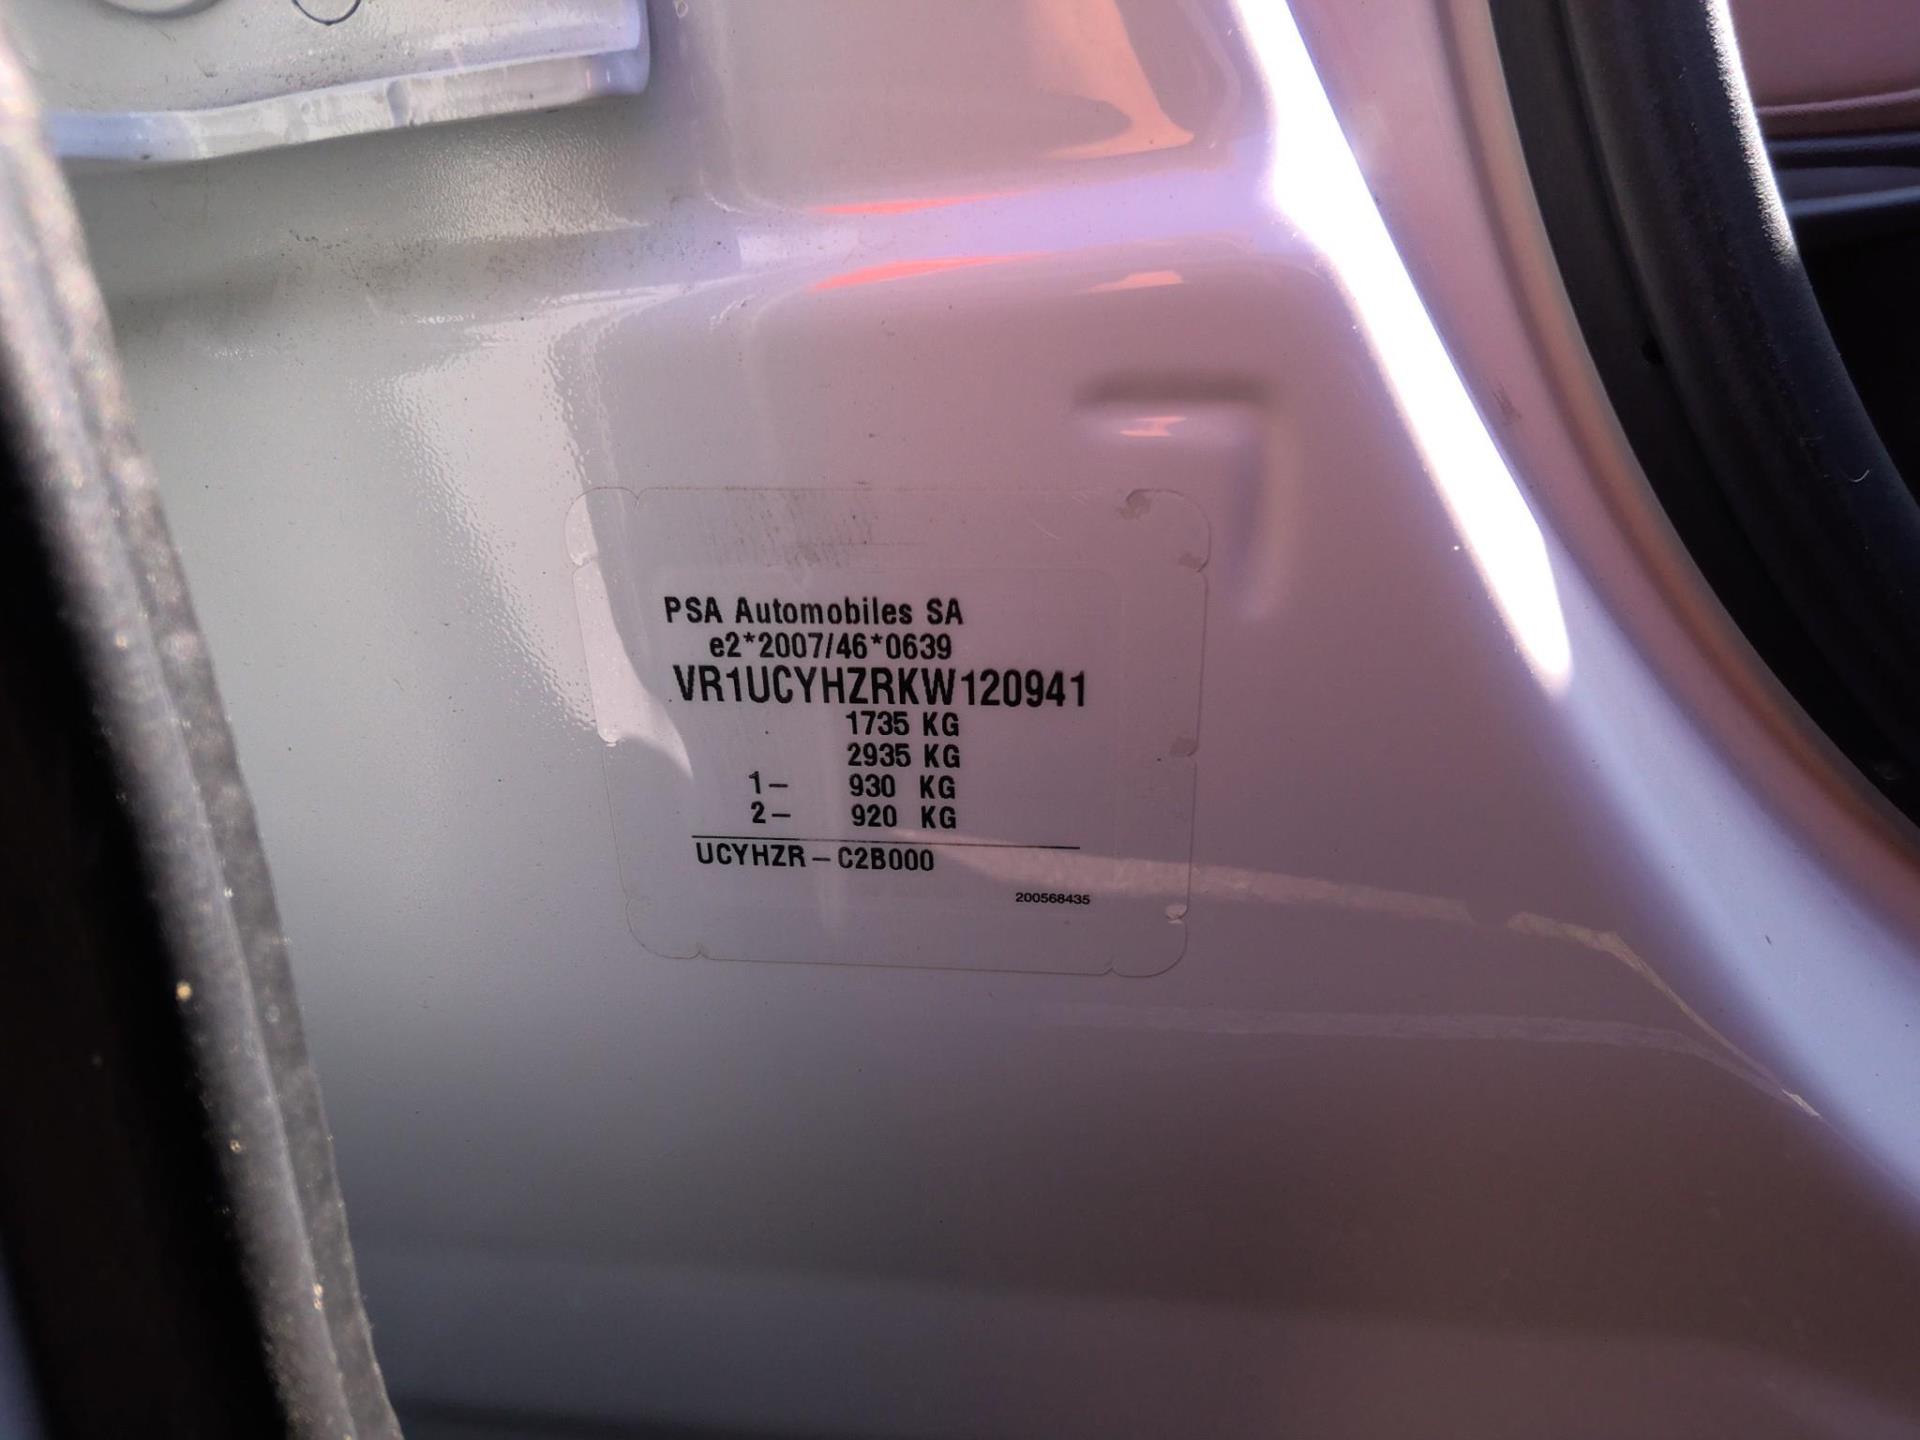 PSA Automobiles SA
e2*2007/46*0639
VR1UCYHZRKW120941
1735 KG
2935 KG
1- 930 KG
2- 920 KG
UCYHZR - C2B000
200568435